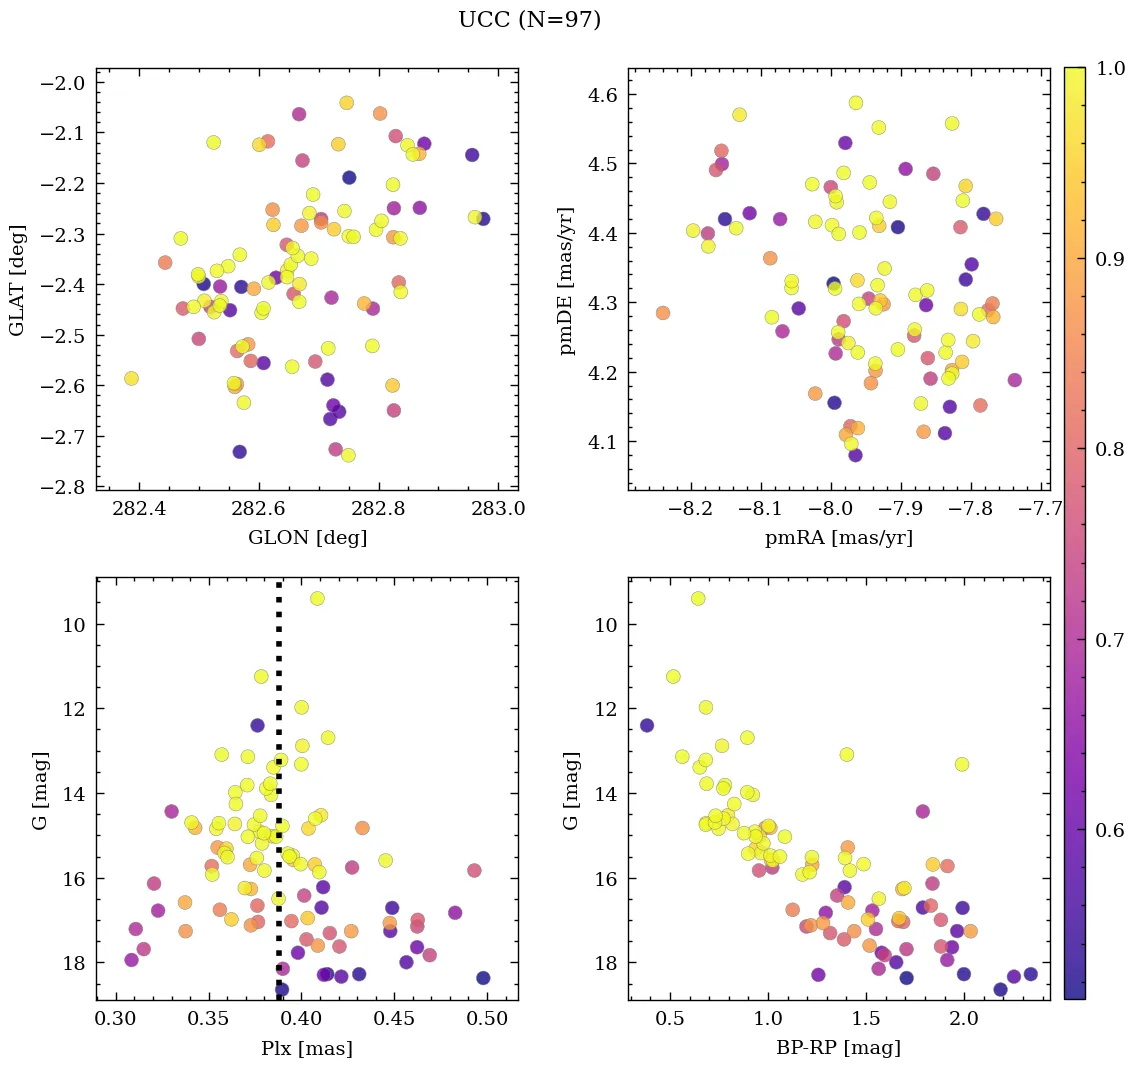 UCC (N=97)
−2.0
−2.1
−2.2
−2.3
−2.4
−2.5
−2.6
−2.7
−2.8
GLAT [deg]
282.4 282.6 282.8 283.0
GLON [deg]
4.6
4.5
4.4
4.3
4.2
4.1
pmDE [mas/yr]
−8.2 −8.1 −8.0 −7.9 −7.8 −7.7
pmRA [mas/yr]
1.0
0.9
0.8
0.7
0.6
10
12
14
16
18
G [mag]
0.30 0.35 0.40 0.45 0.50
Plx [mas]
10
12
14
16
18
G [mag]
0.5 1.0 1.5 2.0
BP-RP [mag]